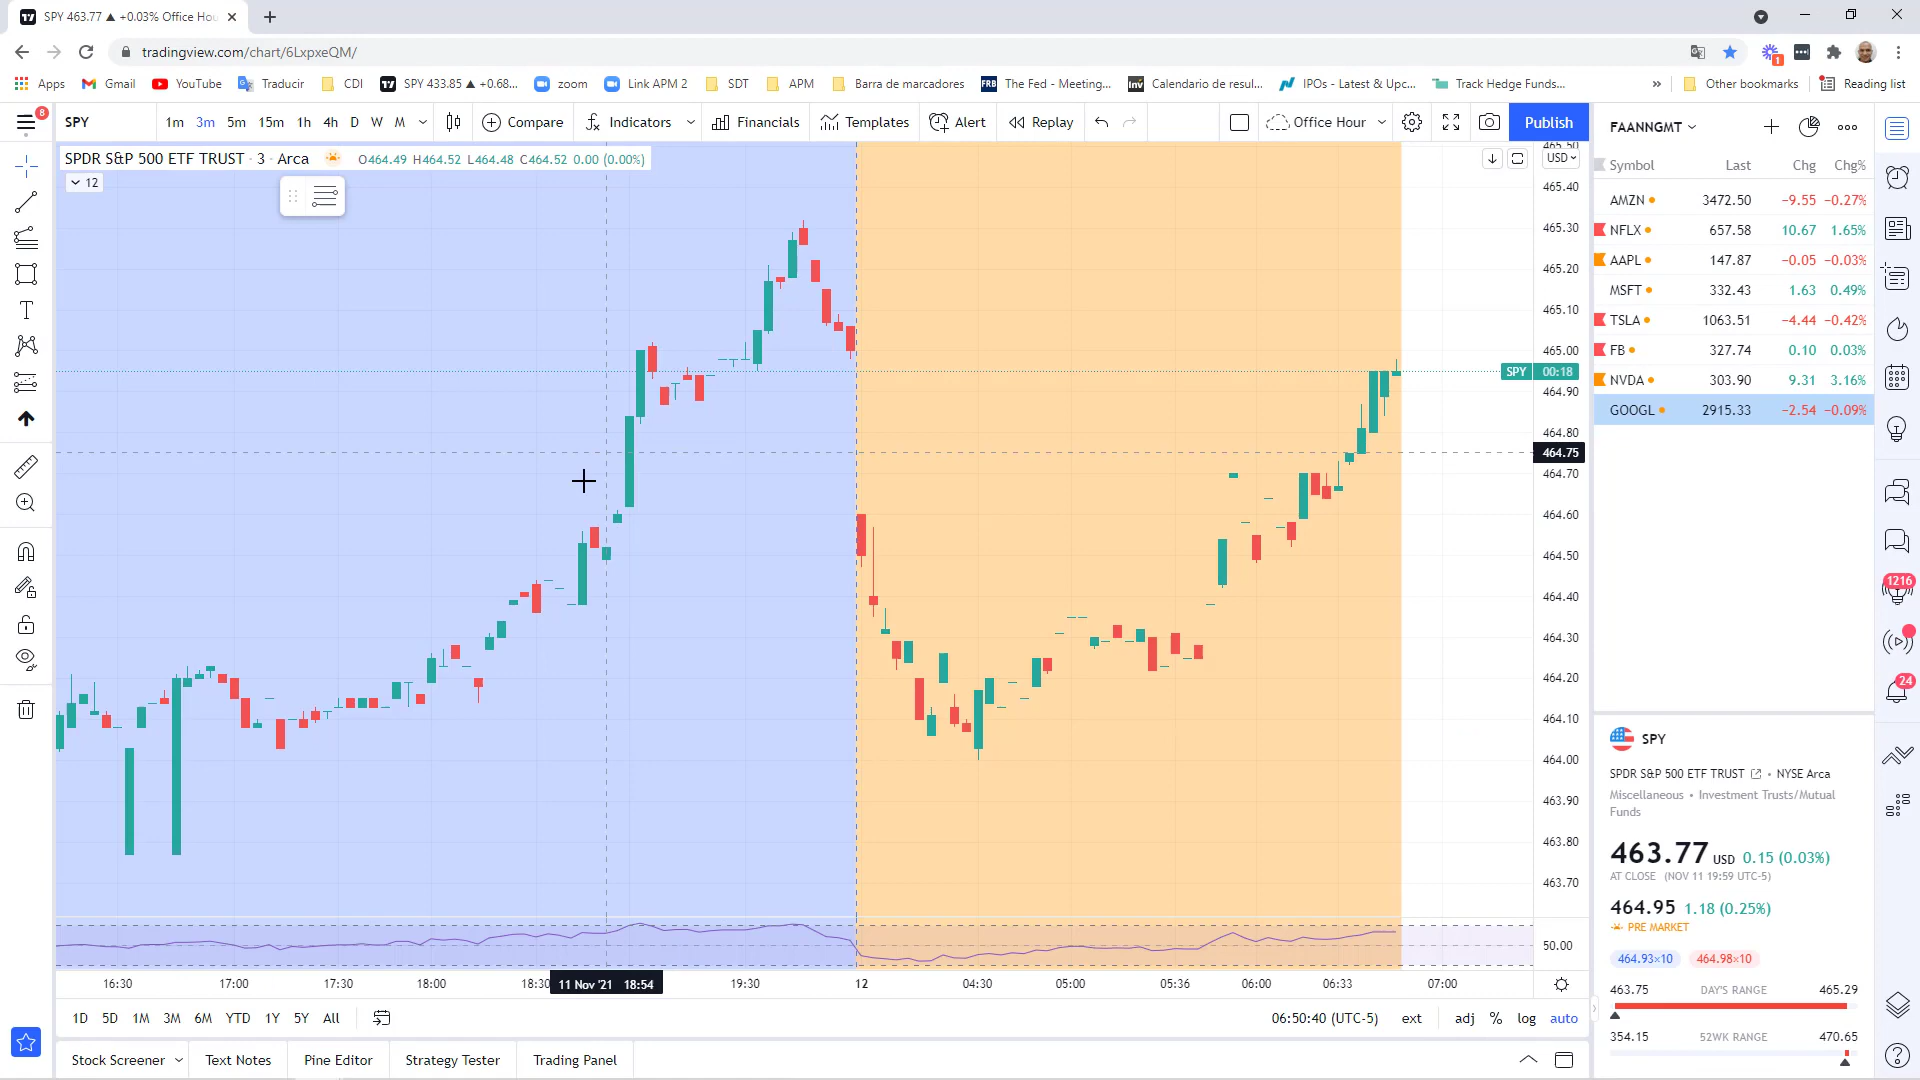 SPY 463.77 ▲ +0.03% Office Hou
tradingview.com/chart/6LxpxeQM/
1
Apps Gmail YouTube Traducir CDI SPY 433.85 ▲ +0.68... zoom Link APM 2 SDT APM Barra de marcadores FRB The Fed - Meeting... inv Calendario de resul... IPOs - Latest & Upc... Track Hedge Funds... » Other bookmarks Reading list
8
SPY 1m 3m 5m 15m 1h 4h D W M Compare Indicators Financials Templates Alert Replay Office Hour Publish
SPDR S&P 500 ETF TRUST · 3 · Arca O464.49 H464.52 L464.48 C464.52 0.00 (0.00%)
12
USD
465.50
465.40
465.30
465.20
465.10
465.00
SPY 00:18
464.90
464.80
464.75
464.70
464.60
464.50
464.40
464.30
464.20
464.10
464.00
463.90
463.80
463.70
50.00
16:30 17:00 17:30 18:00 18:30 11 Nov '21 18:54 19:30 12 04:30 05:00 05:36 06:00 06:33 07:00
1D 5D 1M 3M 6M YTD 1Y 5Y All 06:50:40 (UTC-5) ext adj % log auto
Stock Screener Text Notes Pine Editor Strategy Tester Trading Panel
FAANNGMT
Symbol Last Chg Chg%
AMZN 3472.50 −9.55 −0.27%
NFLX 657.58 10.67 1.65%
AAPL 147.87 −0.05 −0.03%
MSFT 332.43 1.63 0.49%
TSLA 1063.51 −4.44 −0.42%
FB 327.74 0.10 0.03%
NVDA 303.90 9.31 3.16%
GOOGL 2915.33 −2.54 −0.09%
SPY
SPDR S&P 500 ETF TRUST • NYSE Arca
Miscellaneous • Investment Trusts/Mutual
Funds
463.77 USD 0.15 (0.03%)
AT CLOSE (NOV 11 19:59 UTC-5)
464.95 1.18 (0.25%)
PRE MARKET
464.93×10 464.98×10
463.75 DAY'S RANGE 465.29
354.15 52WK RANGE 470.65
1216
24